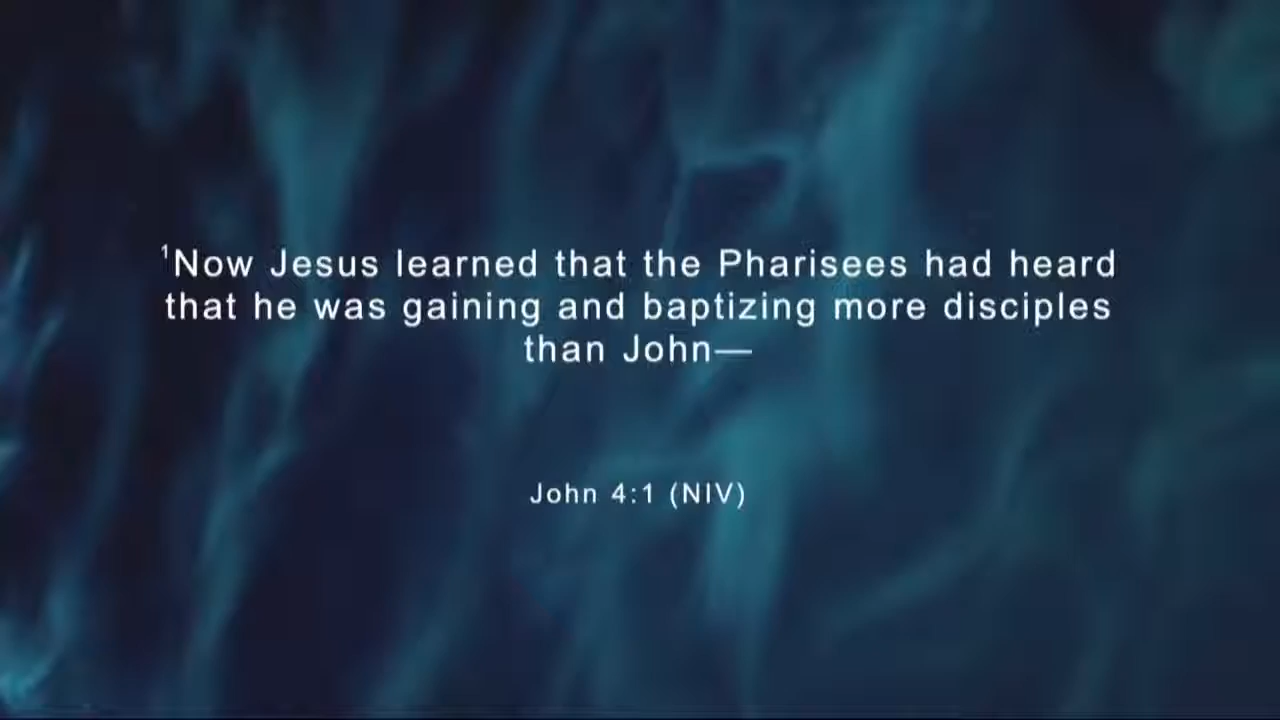 ¹Now Jesus learned that the Pharisees had heard
that he was gaining and baptizing more disciples
than John—
John 4:1 (NIV)